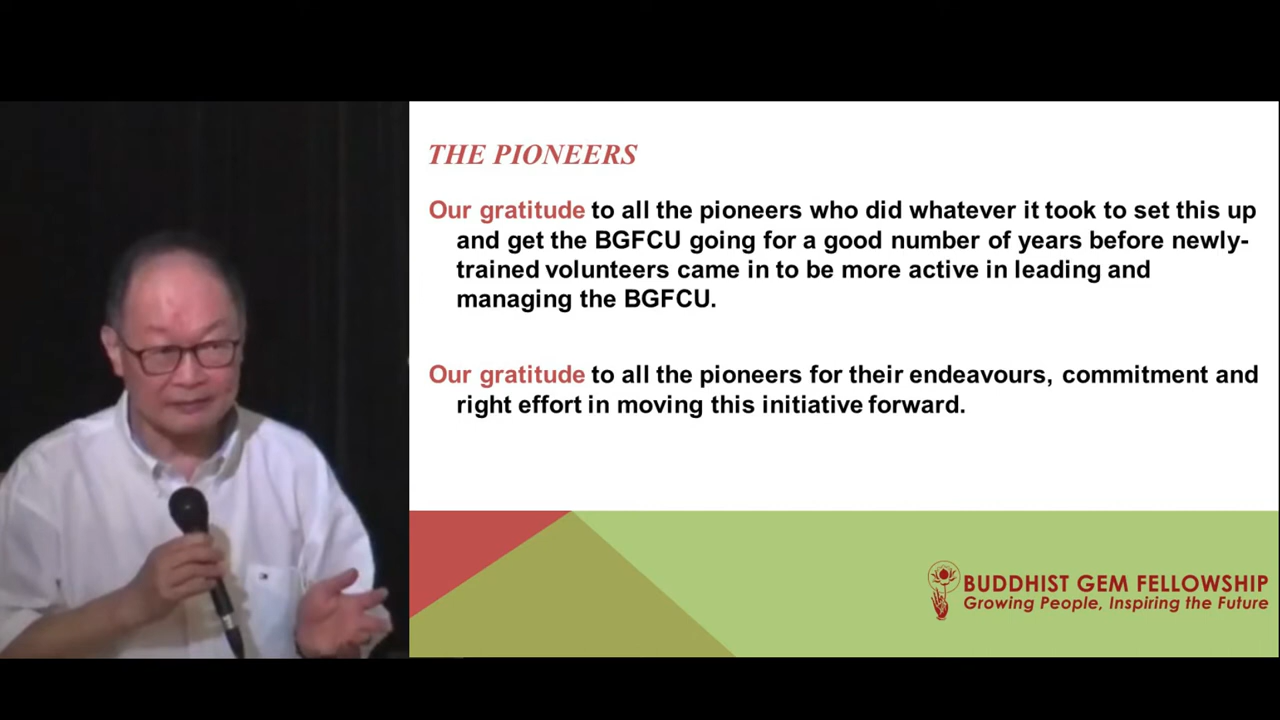 THE PIONEERS
Our gratitude to all the pioneers who did whatever it took to set this up
and get the BGFCU going for a good number of years before newly-
trained volunteers came in to be more active in leading and
managing the BGFCU.
Our gratitude to all the pioneers for their endeavours, commitment and
right effort in moving this initiative forward.
BUDDHIST GEM FELLOWSHIP
Growing People, Inspiring the Future